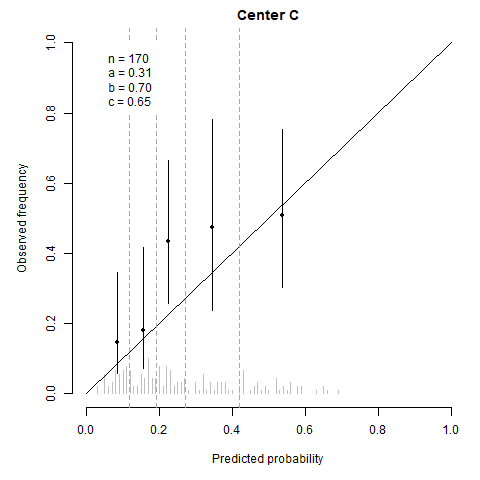 Center C
n = 170
a = 0.31
b = 0.70
c = 0.65
Observed frequency
1.0
0.8
0.6
0.4
0.2
0.0
0.0 0.2 0.4 0.6 0.8 1.0
Predicted probability